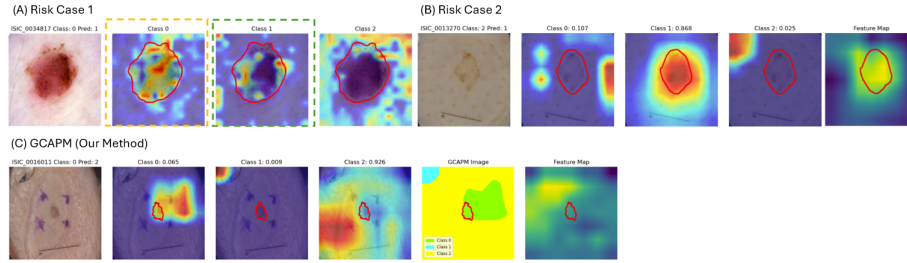 (A) Risk Case 1
ISIC_0034817 Class: 0 Pred: 1
Class 0
Class 1
Class 2
(B) Risk Case 2
ISIC_0013270 Class: 2 Pred: 1
Class 0: 0.107
Class 1: 0.868
Class 2: 0.025
Feature Map
(C) GCAPM (Our Method)
ISIC_0016011 Class: 0 Pred: 2
Class 0: 0.065
Class 1: 0.009
Class 2: 0.926
GCAPM Image
Feature Map
Class 0
Class 1
Class 2